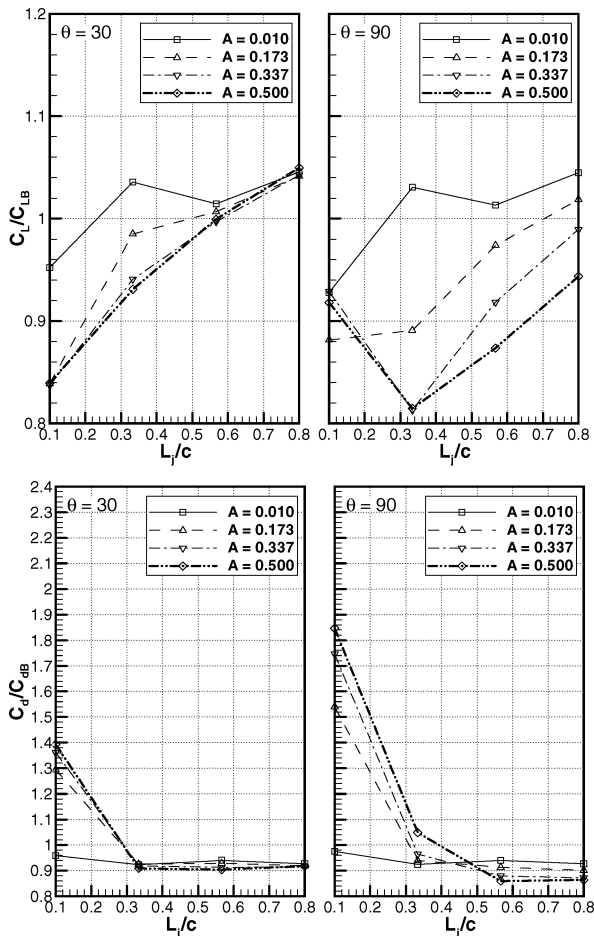 θ = 30
A = 0.010
A = 0.173
A = 0.337
A = 0.500
1.2
1.1
1
0.9
0.8
C_L/C_LB
0.1 0.2 0.3 0.4 0.5 0.6 0.7 0.8
L_j/c
θ = 90
A = 0.010
A = 0.173
A = 0.337
A = 0.500
0.1 0.2 0.3 0.4 0.5 0.6 0.7 0.8
L_j/c
θ = 30
A = 0.010
A = 0.173
A = 0.337
A = 0.500
2.4
2.3
2.2
2.1
2
1.9
1.8
1.7
1.6
1.5
1.4
1.3
1.2
1.1
1
0.9
0.8
C_d/C_dB
0.1 0.2 0.3 0.4 0.5 0.6 0.7 0.8
L_j/c
θ = 90
A = 0.010
A = 0.173
A = 0.337
A = 0.500
0.1 0.2 0.3 0.4 0.5 0.6 0.7 0.8
L_j/c